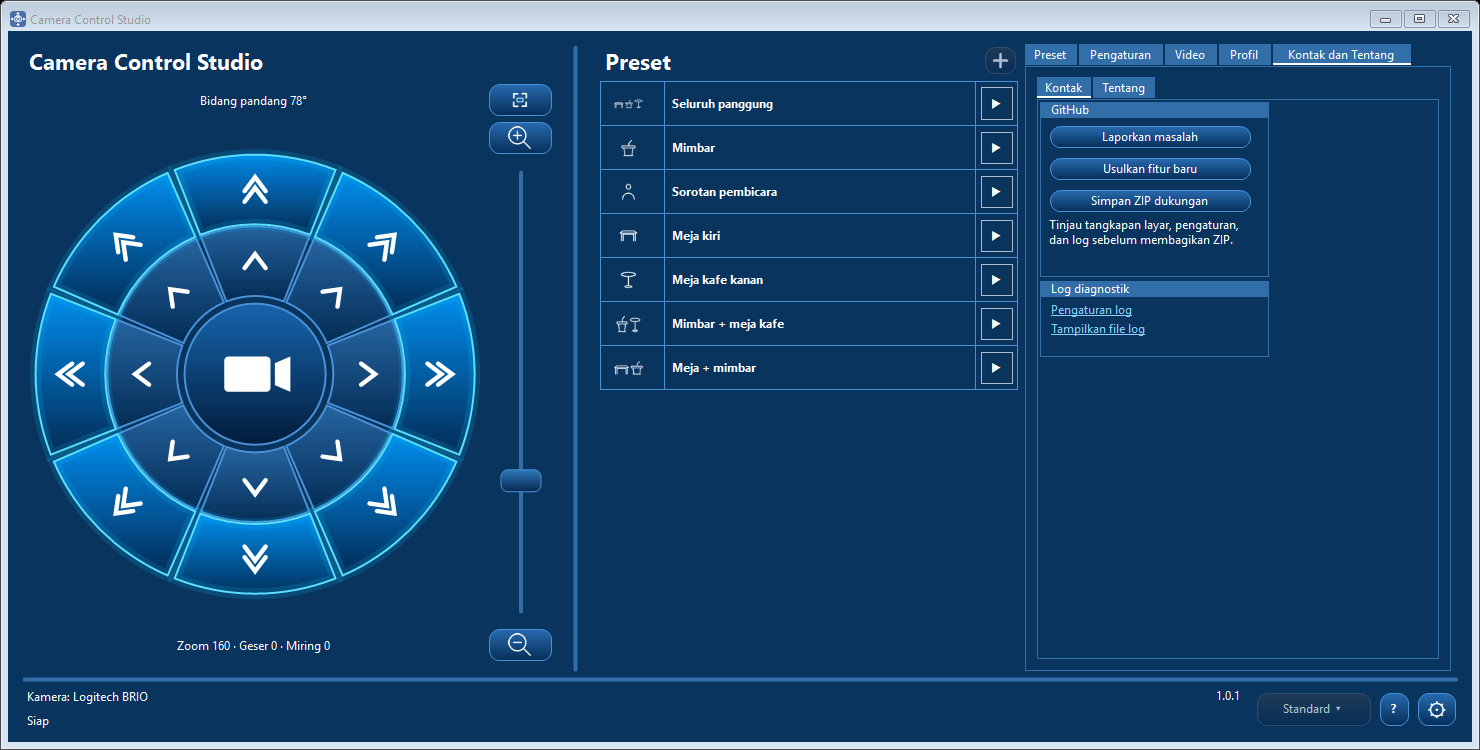 Camera Control Studio
Camera Control Studio
Bidang pandang 78°
Zoom 160 · Geser 0 · Miring 0
Preset
Seluruh panggung
Mimbar
Sorotan pembicara
Meja kiri
Meja kafe kanan
Mimbar + meja kafe
Meja + mimbar
Preset Pengaturan Video Profil Kontak dan Tentang
Kontak Tentang
GitHub
Laporkan masalah
Usulkan fitur baru
Simpan ZIP dukungan
Tinjau tangkapan layar, pengaturan,
dan log sebelum membagikan ZIP.
Log diagnostik
Pengaturan log
Tampilkan file log
Kamera: Logitech BRIO
Siap
1.0.1
Standard
?